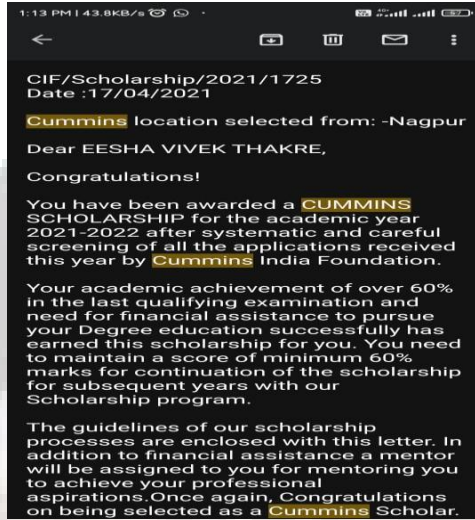 1:13 PM | 43.8KB/s
CIF/Scholarship/2021/1725
Date :17/04/2021
Cummins location selected from: -Nagpur
Dear EESHA VIVEK THAKRE,
Congratulations!
You have been awarded a CUMMINS
SCHOLARSHIP for the academic year
2021-2022 after systematic and careful
screening of all the applications received
this year by Cummins India Foundation.
Your academic achievement of over 60%
in the last qualifying examination and
need for financial assistance to pursue
your Degree education successfully has
earned this scholarship for you. You need
to maintain a score of minimum 60%
marks for continuation of the scholarship
for subsequent years with our
Scholarship program.
The guidelines of our scholarship
processes are enclosed with this letter. In
addition to financial assistance a mentor
will be assigned to you for mentoring you
to achieve your professional
aspirations.Once again, Congratulations
on being selected as a Cummins Scholar.